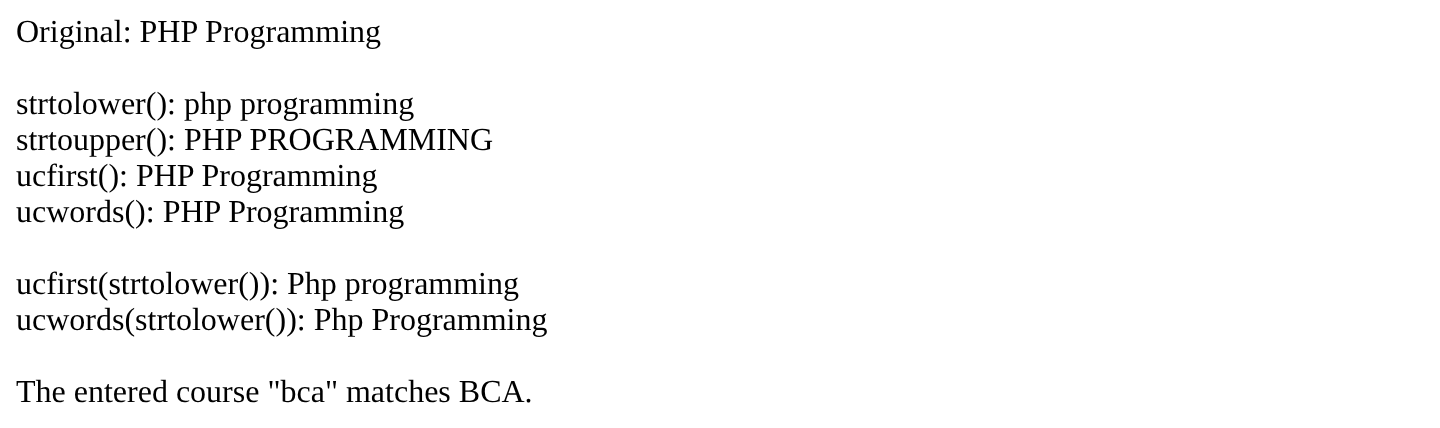 Original: PHP Programming
strtolower(): php programming
strtoupper(): PHP PROGRAMMING
ucfirst(): PHP Programming
ucwords(): PHP Programming
ucfirst(strtolower()): Php programming
ucwords(strtolower()): Php Programming
The entered course "bca" matches BCA.